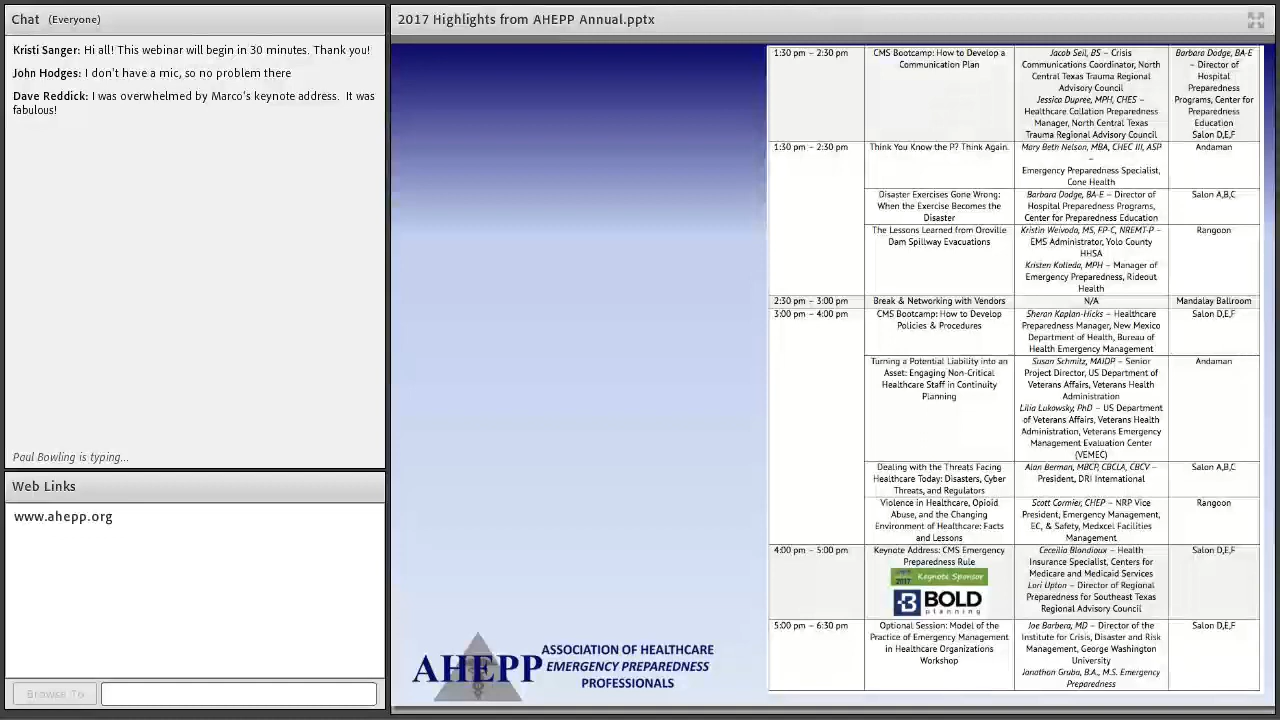 Chat (Everyone)
Kristi Sanger: Hi all! This webinar will begin in 30 minutes. Thank you!
John Hodges: I don't have a mic, so no problem there
Dave Reddick: I was overwhelmed by Marco's keynote address. It was
fabulous!
Paul Bowling is typing...
Web Links
www.ahepp.org
Browse To
2017 Highlights from AHEPP Annual.pptx
1:30 pm – 2:30 pm
CMS Bootcamp: How to Develop a
Communication Plan
Jacob Seil, BS – Crisis
Communications Coordinator, North
Central Texas Trauma Regional
Advisory Council
Jessica Dupree, MPH, CHES –
Healthcare Collation Preparedness
Manager, North Central Texas
Trauma Regional Advisory Council
Barbara Dodge, BA-E
– Director of
Hospital
Preparedness
Programs, Center for
Preparedness
Education
Salon D,E,F
1:30 pm – 2:30 pm
Think You Know the P? Think Again.
Mary Beth Nelson, MBA, CHEC III, ASP
–
Emergency Preparedness Specialist,
Cone Health
Andaman
Disaster Exercises Gone Wrong:
When the Exercise Becomes the
Disaster
Barbara Dodge, BA-E – Director of
Hospital Preparedness Programs,
Center for Preparedness Education
Salon A,B,C
The Lessons Learned from Oroville
Dam Spillway Evacuations
Kristin Weivoda, MS, FP-C, NREMT-P –
EMS Administrator, Yolo County
HHSA
Kristen Kolleda, MPH – Manager of
Emergency Preparedness, Rideout
Health
Rangoon
2:30 pm – 3:00 pm
Break & Networking with Vendors
N/A
Mandalay Ballroom
3:00 pm – 4:00 pm
CMS Bootcamp: How to Develop
Policies & Procedures
Sheran Kaplan-Hicks – Healthcare
Preparedness Manager, New Mexico
Department of Health, Bureau of
Health Emergency Management
Salon D,E,F
Turning a Potential Liability into an
Asset: Engaging Non-Critical
Healthcare Staff in Continuity
Planning
Susan Schmitz, MAIDP – Senior
Project Director, US Department of
Veterans Affairs, Veterans Health
Administration
Lilia Lukowsky, PhD – US Department
of Veterans Affairs, Veterans Health
Administration, Veterans Emergency
Management Evaluation Center
(VEMEC)
Andaman
Dealing with the Threats Facing
Healthcare Today: Disasters, Cyber
Threats, and Regulators
Alan Berman, MBCP, CBCLA, CBCV –
President, DRI International
Salon A,B,C
Violence in Healthcare, Opioid
Abuse, and the Changing
Environment of Healthcare: Facts
and Lessons
Scott Cormier, CHEP – NRP Vice
President, Emergency Management,
EC, & Safety, Medxcel Facilities
Management
Rangoon
4:00 pm – 5:00 pm
Keynote Address: CMS Emergency
Preparedness Rule
2017 Keynote Sponsor
BOLD
planning
Ceceilia Blondiaux – Health
Insurance Specialist, Centers for
Medicare and Medicaid Services
Lori Upton – Director of Regional
Preparedness for Southeast Texas
Regional Advisory Council
Salon D,E,F
5:00 pm – 6:30 pm
Optional Session: Model of the
Practice of Emergency Management
in Healthcare Organizations
Workshop
Joe Barbera, MD – Director of the
Institute for Crisis, Disaster and Risk
Management, George Washington
University
Jonathan Gruba, B.A., M.S. Emergency
Preparedness
Salon D,E,F
AHEPP
ASSOCIATION OF HEALTHCARE
EMERGENCY PREPAREDNESS
PROFESSIONALS